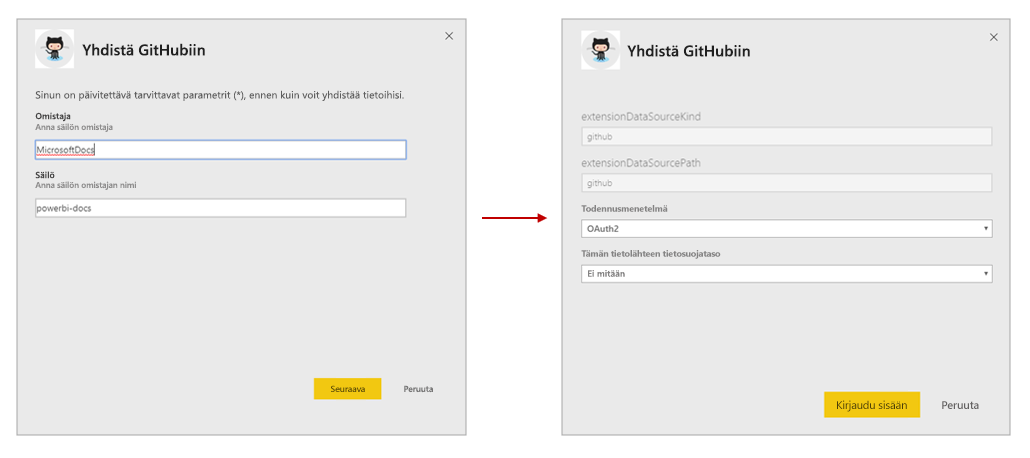 Yhdistä GitHubiin
Sinun on päivitettävä tarvittavat parametrit (*), ennen kuin voit yhdistää tietoihisi.
Omistaja
Anna säilön omistaja
MicrosoftDocs
Säilö
Anna säilön omistajan nimi
powerbi-docs
Seuraava
Peruuta
Yhdistä GitHubiin
extensionDataSourceKind
github
extensionDataSourcePath
github
Todennusmenetelmä
OAuth2
Tämän tietolähteen tietosuojataso
Ei mitään
Kirjaudu sisään
Peruuta